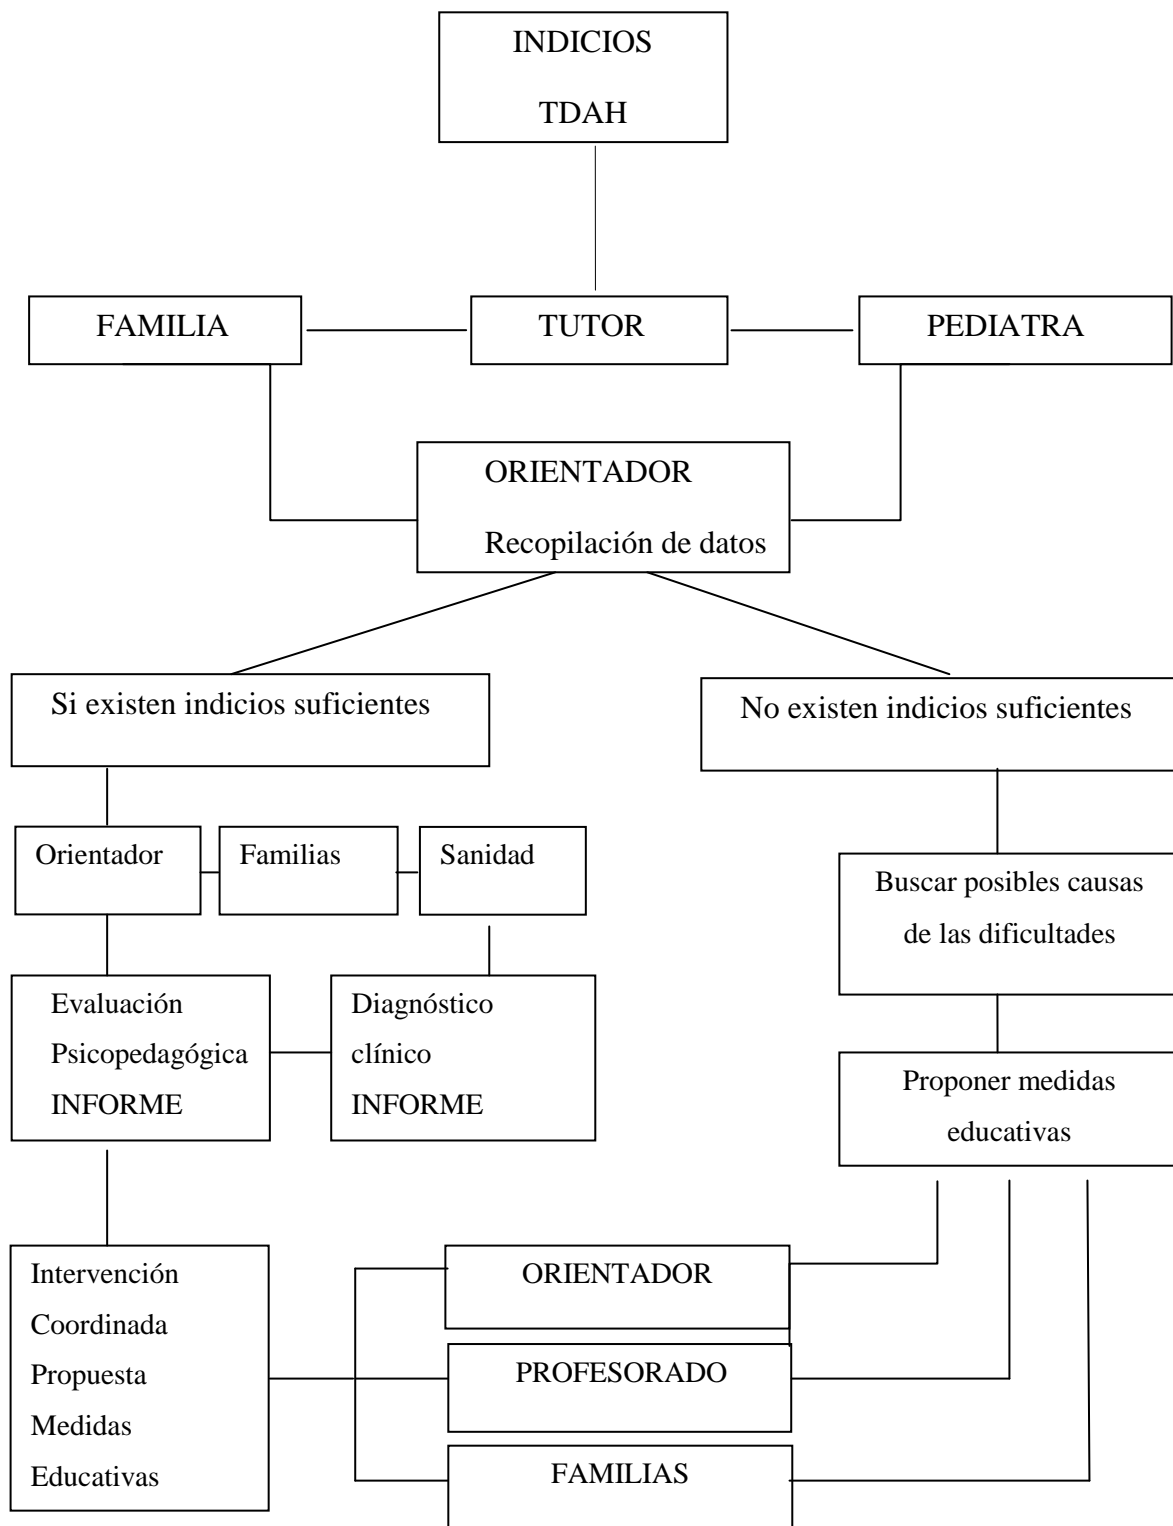 INDICIOS
TDAH
FAMILIA
TUTOR
PEDIATRA
ORIENTADOR
Recopilación de datos
Si existen indicios suficientes
No existen indicios suficientes
Orientador
Familias
Sanidad
Buscar posibles causas
de las dificultades
Evaluación
Psicopedagógica
INFORME
Diagnóstico
clínico
INFORME
Proponer medidas
educativas
Intervención
Coordinada
Propuesta
Medidas
Educativas
ORIENTADOR
PROFESORADO
FAMILIAS